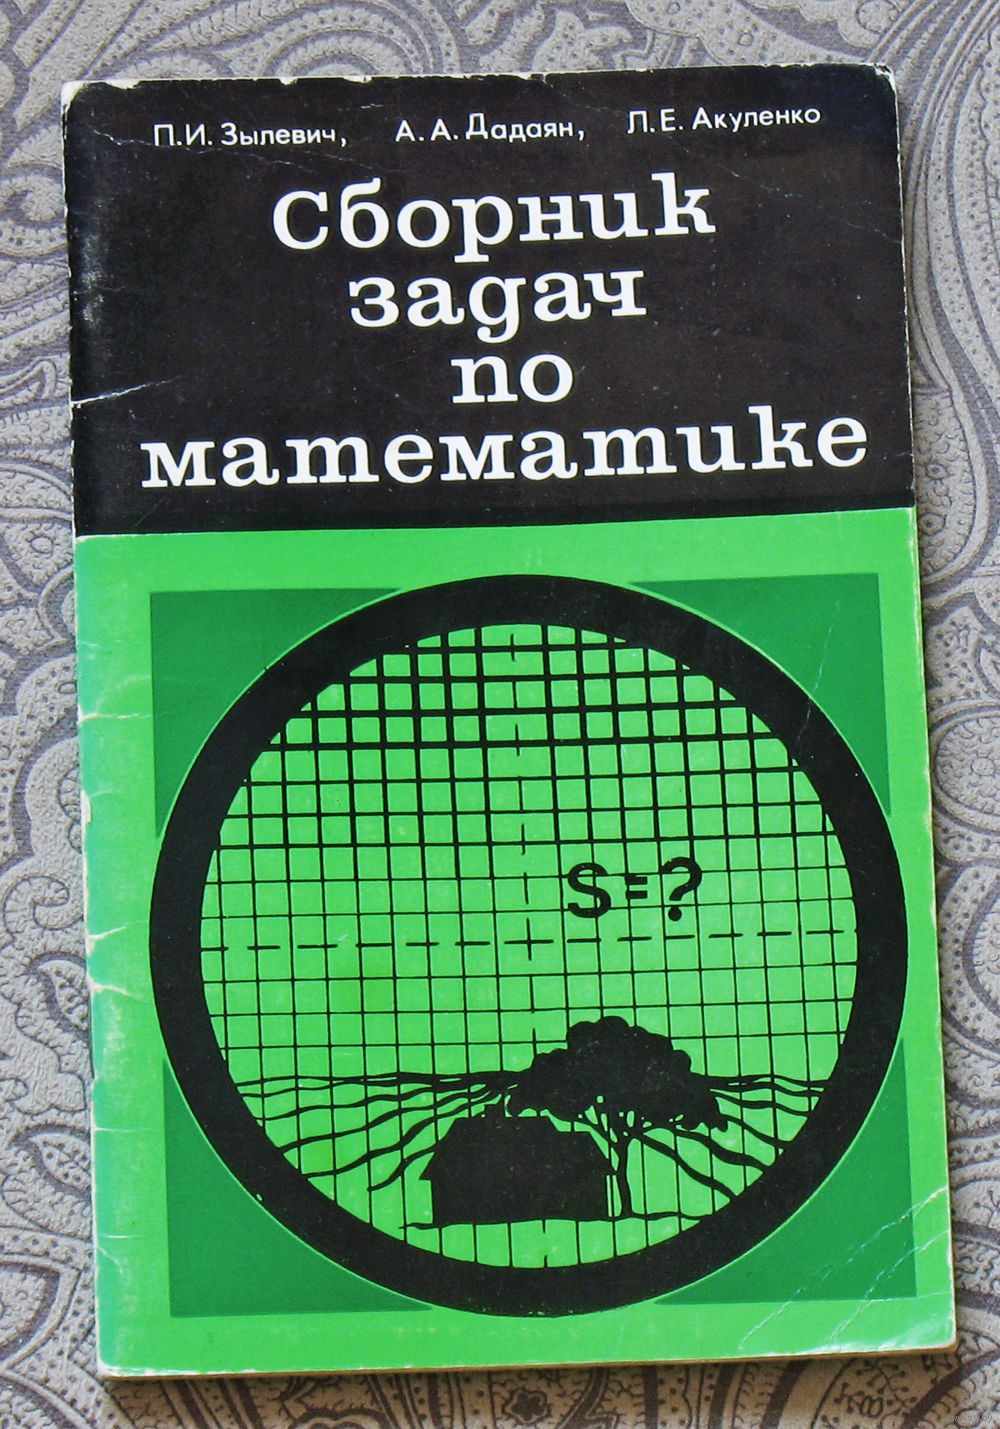 П.И. Зылевич, А.А. Дадаян, Л.Е. Акуленко
Сборник
задач
по
математике
S=?